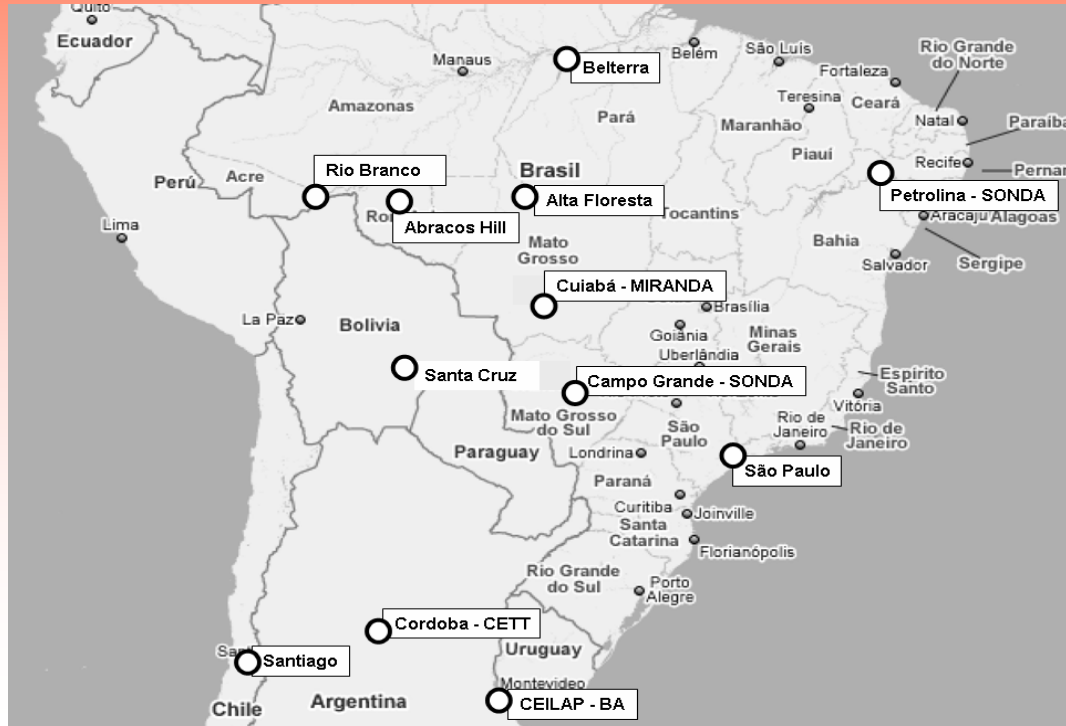 Quito
Ecuador
Manaus
Belterra
Belém
São Luis
Rio Grande
do Norte
Fortaleza
Teresina
Ceará
Amazonas
Pará
Maranhão
Natal
Paraíba
Piauí
Recife
Pernan
Perú
Acre
Rio Branco
Brasil
Petrolina - SONDA
Alta Floresta
Abracos Hill
Tocantins
Aracaju
Alagoas
Lima
Mato
Grosso
Bahia
Salvador
Sergipe
Cuiabá - MIRANDA
Brasília
La Paz
Bolivia
Goiânia
Minas
Gerais
Uberlândia
Santa Cruz
Campo Grande - SONDA
Espirito
Santo
Vitória
Mato Grosso
do Sul
São
Paulo
Rio de
Janeiro
Rio de
Janeiro
Paraguay
Londrina
São Paulo
Paraná
Curitiba
Joinville
Santa
Catarina
Florianópolis
Rio Grande
do Sul
Porto
Alegre
Cordoba - CETT
Uruguay
Santiago
Montevideo
Chile
Argentina
CEILAP - BA